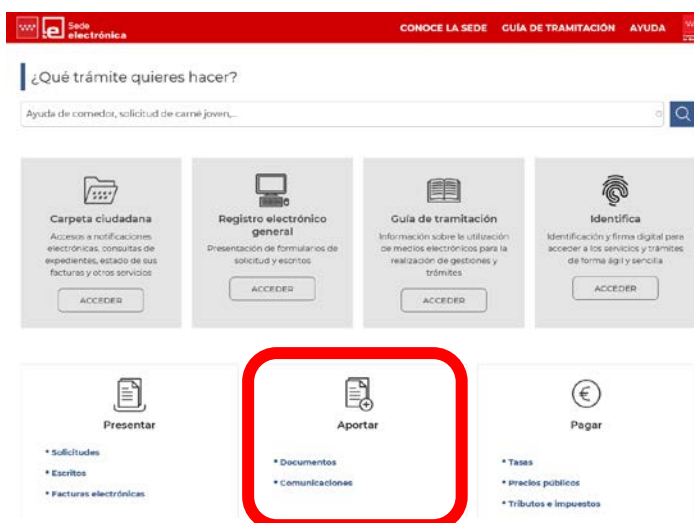 Sede
electrónica
CONOCE LA SEDE GUÍA DE TRAMITACIÓN AYUDA
¿Qué trámite quieres hacer?
Ayuda de comedor, solicitud de carné joven,...
Carpeta ciudadana
Accesos a notificaciones
electrónicas, consultas de
expedientes, estado de sus
facturas y otros servicios
ACCEDER
Registro electrónico
general
Presentación de formularios de
solicitud y escritos
ACCEDER
Guía de tramitación
Información sobre la utilización
de medios electrónicos para la
realización de gestiones y
trámites
ACCEDER
Identifica
Identificación y firma digital para
acceder a los servicios y trámites
de forma ágil y sencilla
ACCEDER
Presentar
• Solicitudes
• Escritos
• Facturas electrónicas
Aportar
• Documentos
• Comunicaciones
Pagar
• Tasas
• Precios públicos
• Tributos e impuestos